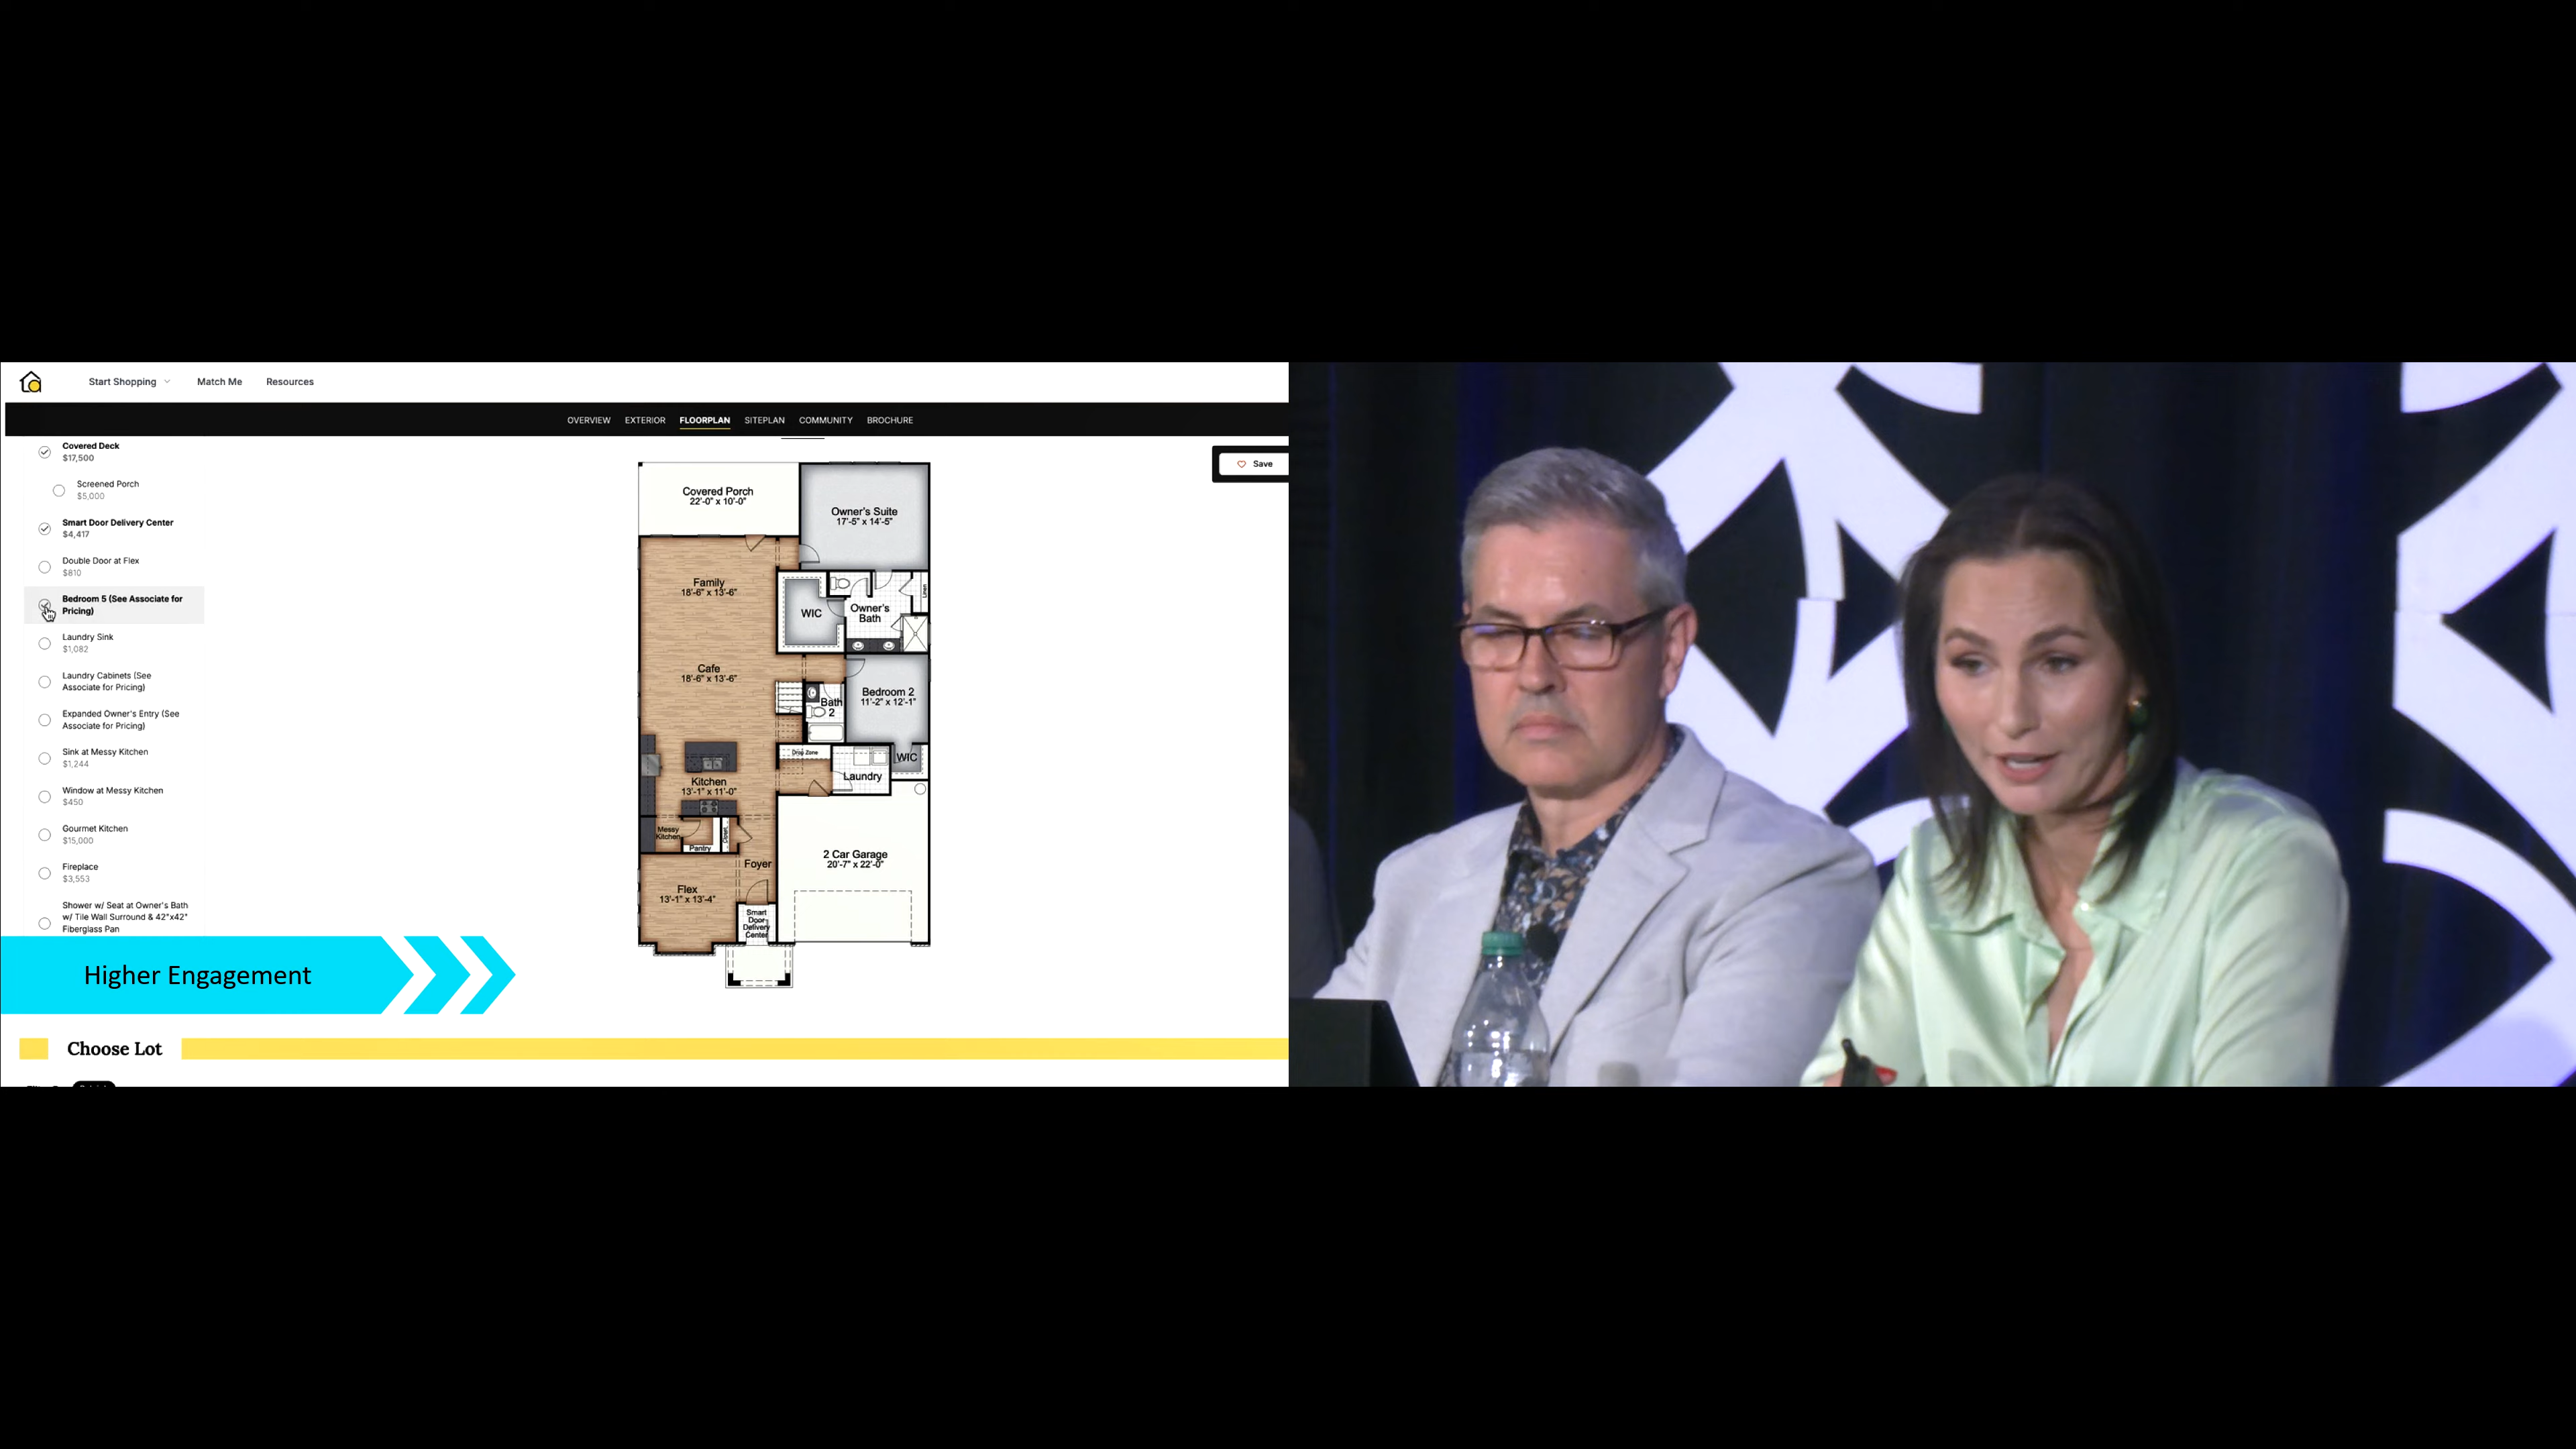 Start Shopping
Match Me
Resources
OVERVIEW
EXTERIOR
FLOORPLAN
SITEPLAN
COMMUNITY
BROCHURE
Save
Covered Deck
$17,500
Screened Porch
$5,000
Smart Door Delivery Center
$4,417
Double Door at Flex
$810
Bedroom 5 (See Associate for
Pricing)
Laundry Sink
$1,082
Laundry Cabinets (See
Associate for Pricing)
Expanded Owner's Entry (See
Associate for Pricing)
Sink at Messy Kitchen
$1,244
Window at Messy Kitchen
$450
Gourmet Kitchen
$15,000
Fireplace
$3,553
Shower w/ Seat at Owner's Bath
w/ Tile Wall Surround & 42"x42"
Fiberglass Pan
Covered Porch
22'-0" x 10'-0"
Owner's Suite
17'-5" x 14'-5"
Family
18'-6" x 13'-6"
WIC
Owner's
Bath
Linen
Cafe
18'-6" x 13'-6"
Bath
2
Bedroom 2
11'-2" x 12'-1"
Drop Zone
WIC
Laundry
Kitchen
13'-1" x 11'-0"
Messy
Kitchen
Pantry
Foyer
2 Car Garage
20'-7" x 22'-0"
Flex
13'-1" x 13'-4"
Smart
Door
Delivery
Center
Higher Engagement
Choose Lot